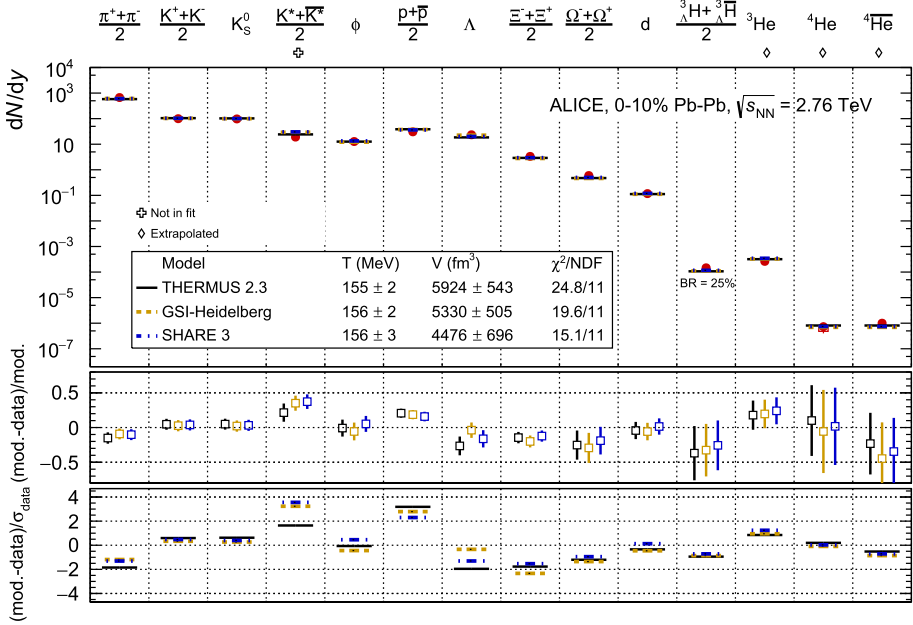 π⁺+π⁻/2 K⁺+K⁻/2 K⁰S K*+K̅*̅/2 ϕ p+p̅/2 Λ Ξ⁻+Ξ⁺/2 Ω⁻+Ω⁺/2 d ³ΛH+³Λ̅H̅/2 ³He ⁴He ⁴H̅e̅
dN/dy
10⁴
10³
10
10⁻¹
10⁻³
10⁻⁵
10⁻⁷
ALICE, 0-10% Pb-Pb, √sNN = 2.76 TeV
Not in fit
Extrapolated
BR = 25%
Model T (MeV) V (fm³) χ²/NDF
THERMUS 2.3 155 ± 2 5924 ± 543 24.8/11
GSI-Heidelberg 156 ± 2 5330 ± 505 19.6/11
SHARE 3 156 ± 3 4476 ± 696 15.1/11
(mod.-data)/mod.
0.5
0
−0.5
(mod.-data)/σdata
4
2
0
−2
−4